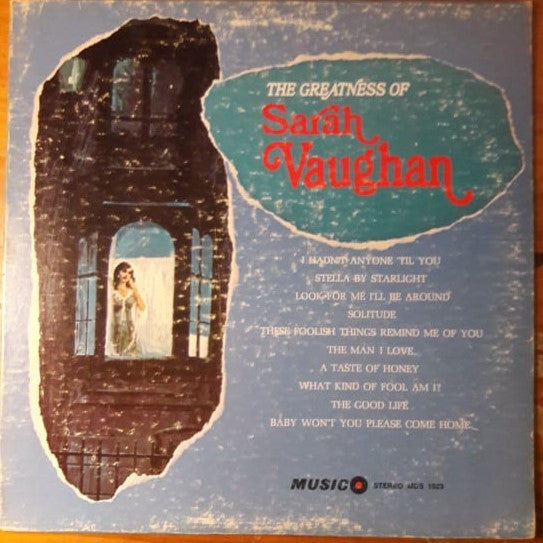 THE GREATNESS OF
Sarah
Vaughan
I HADN'T ANYONE 'TIL YOU
STELLA BY STARLIGHT
LOOK FOR ME I'LL BE AROUND
SOLITUDE
THESE FOOLISH THINGS REMIND ME OF YOU
THE MAN I LOVE
A TASTE OF HONEY
WHAT KIND OF FOOL AM I?
THE GOOD LIFE
BABY WON'T YOU PLEASE COME HOME
MUSICO STEREO MDS 1023